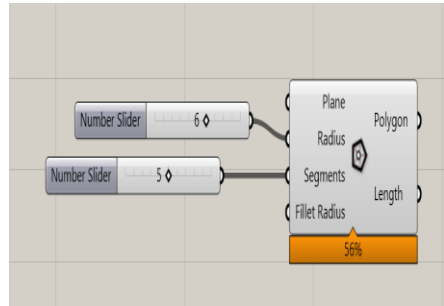 Number Slider 6
Number Slider 5
Plane
Radius
Segments
Fillet Radius
Polygon
Length
56%